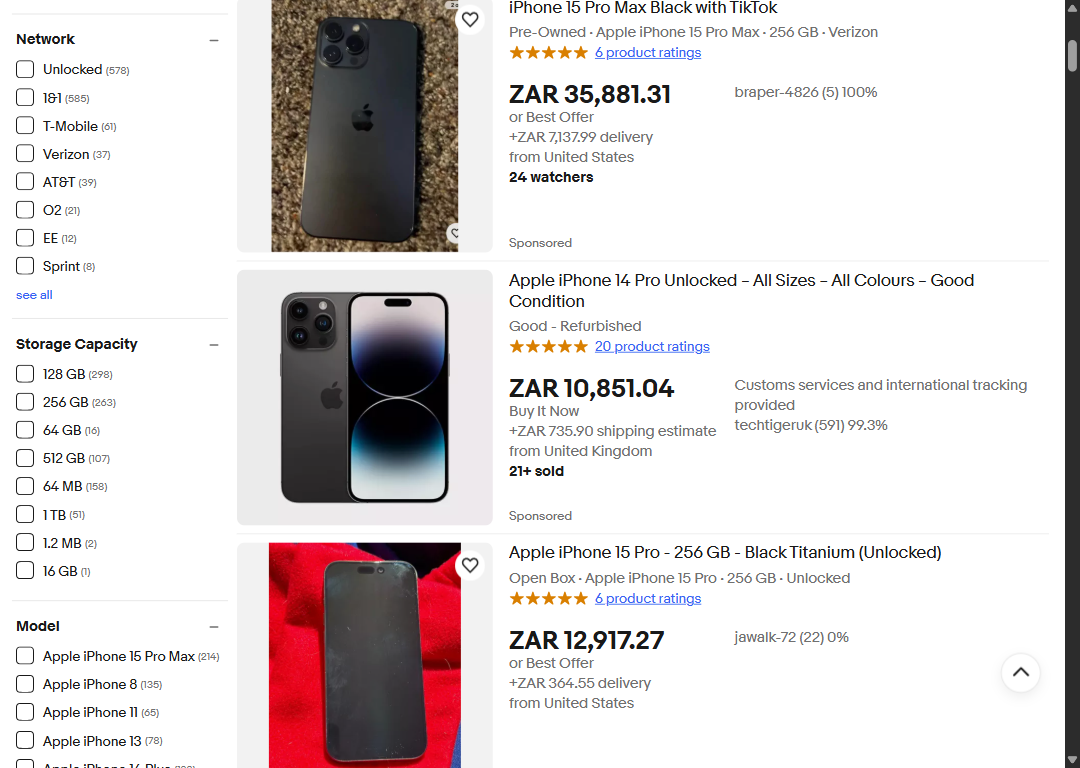 Network
Unlocked (578)
1&1 (585)
T-Mobile (61)
Verizon (37)
AT&T (39)
O2 (21)
EE (12)
Sprint (8)
see all
Storage Capacity
128 GB (298)
256 GB (263)
64 GB (16)
512 GB (107)
64 MB (158)
1 TB (51)
1.2 MB (2)
16 GB (1)
Model
Apple iPhone 15 Pro Max (214)
Apple iPhone 8 (135)
Apple iPhone 11 (65)
Apple iPhone 13 (78)
Apple iPhone 14 Plus
iPhone 15 Pro Max Black with TikTok
Pre-Owned · Apple iPhone 15 Pro Max · 256 GB · Verizon
6 product ratings
ZAR 35,881.31
braper-4826 (5) 100%
or Best Offer
+ZAR 7,137.99 delivery
from United States
24 watchers
Sponsored
Apple iPhone 14 Pro Unlocked – All Sizes – All Colours – Good
Condition
Good - Refurbished
20 product ratings
ZAR 10,851.04
Customs services and international tracking
provided
techtigeruk (591) 99.3%
Buy It Now
+ZAR 735.90 shipping estimate
from United Kingdom
21+ sold
Sponsored
Apple iPhone 15 Pro - 256 GB - Black Titanium (Unlocked)
Open Box · Apple iPhone 15 Pro · 256 GB · Unlocked
6 product ratings
ZAR 12,917.27
jawalk-72 (22) 0%
or Best Offer
+ZAR 364.55 delivery
from United States